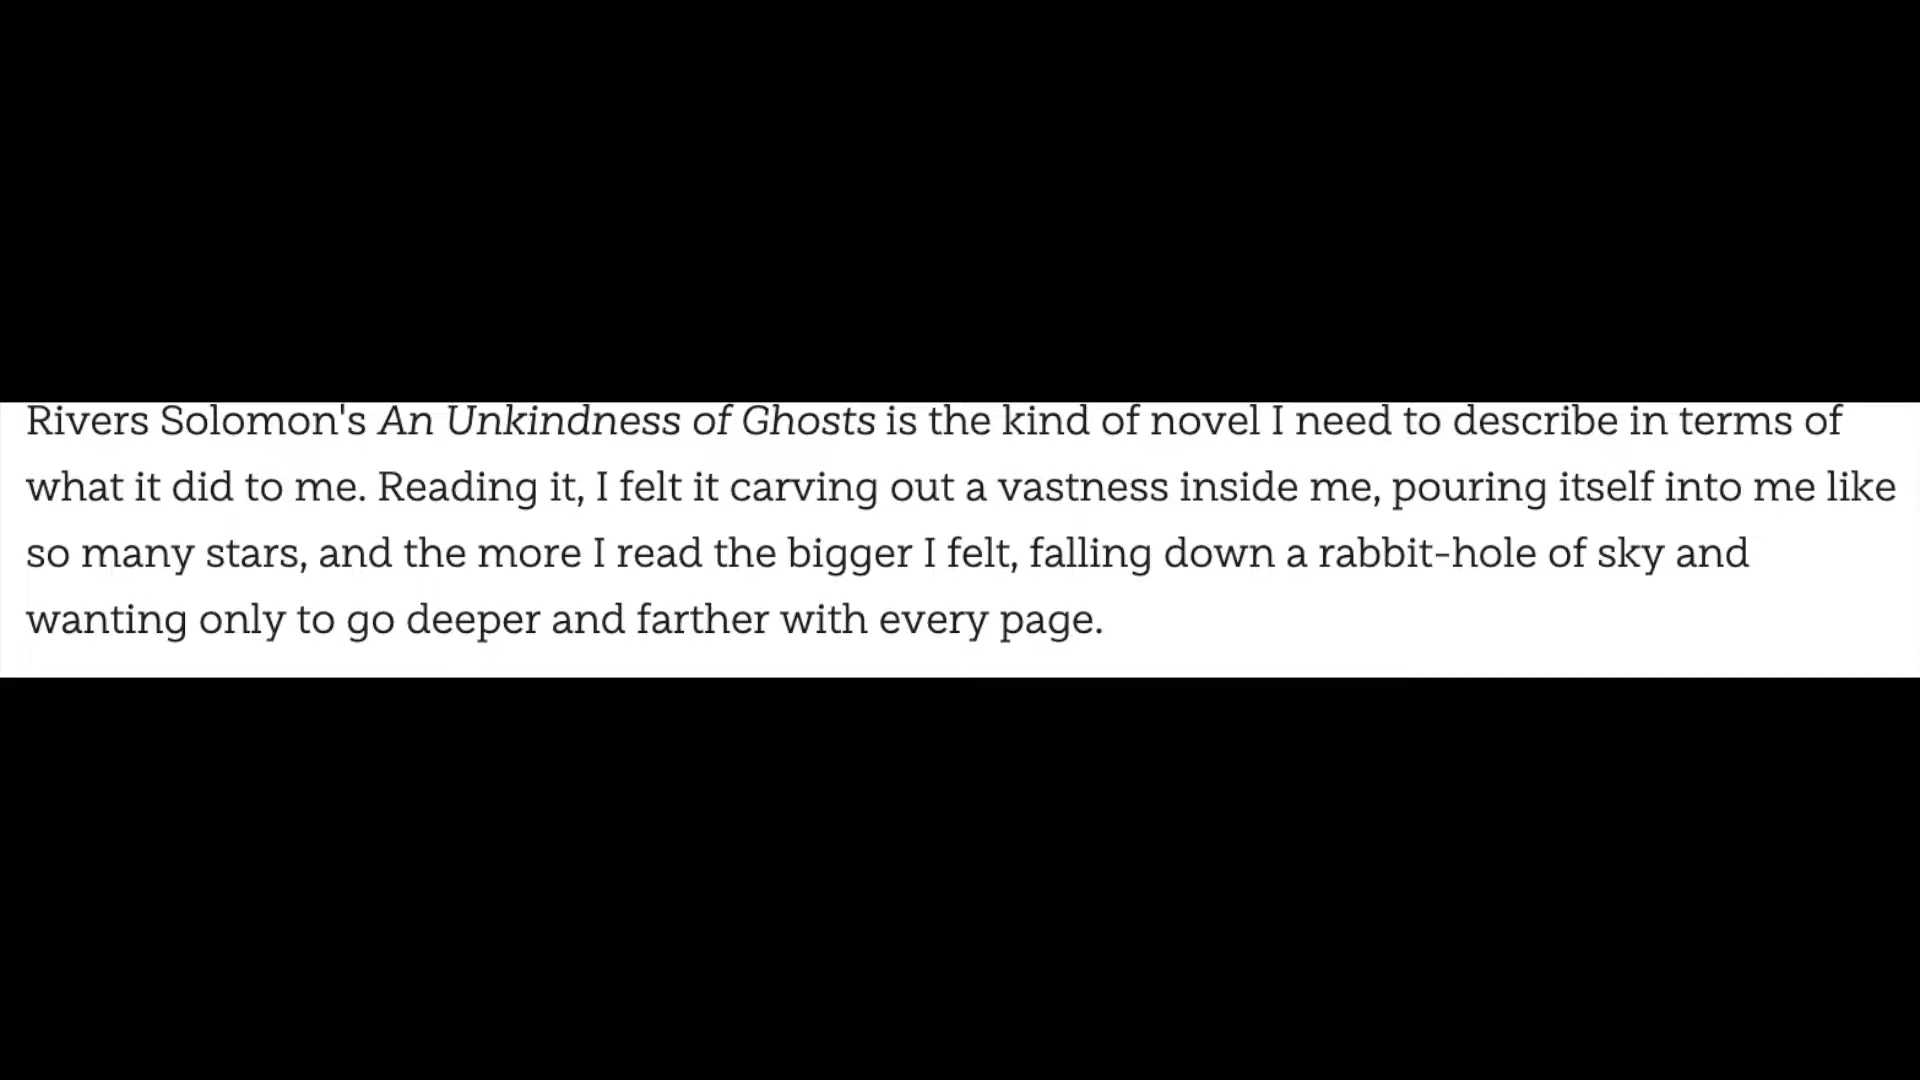 Rivers Solomon's An Unkindness of Ghosts is the kind of novel I need to describe in terms of
what it did to me. Reading it, I felt it carving out a vastness inside me, pouring itself into me like
so many stars, and the more I read the bigger I felt, falling down a rabbit-hole of sky and
wanting only to go deeper and farther with every page.